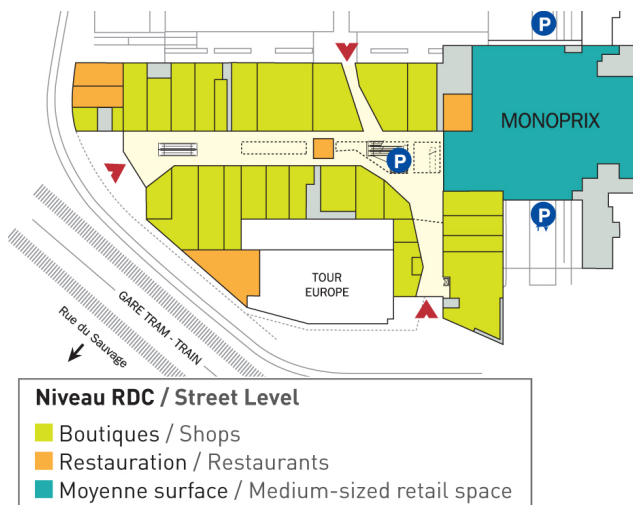 P
MONOPRIX
P
P
TOUR
EUROPE
GARE TRAM - TRAIN
Rue du Sauvage
Niveau RDC / Street Level
Boutiques / Shops
Restauration / Restaurants
Moyenne surface / Medium-sized retail space